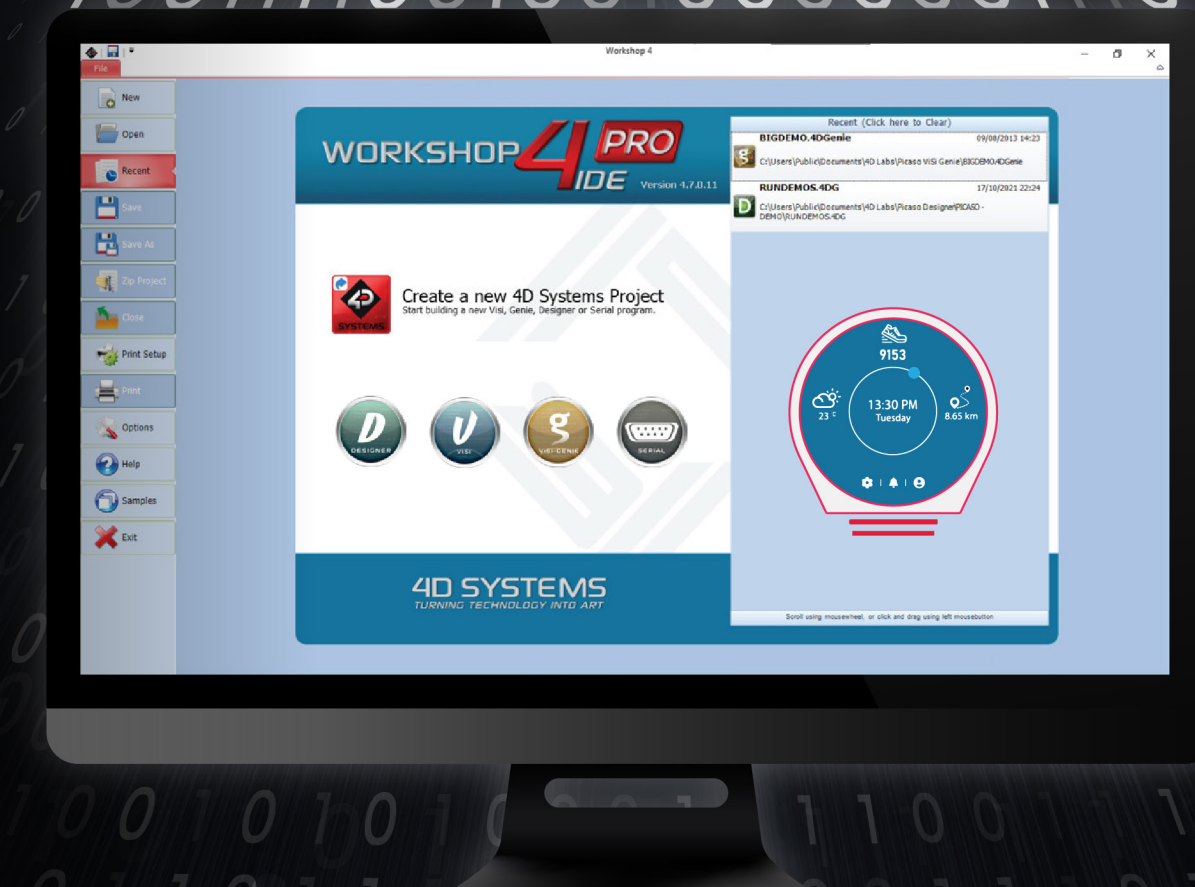 Workshop 4
File
New
Open
Recent
Save
Save As
Zip Project
Close
Print Setup
Print
Options
Help
Samples
Exit
WORKSHOP 4 PRO
IDE Version 4.7.0.11
Create a new 4D Systems Project
Start building a new Visi, Genie, Designer or Serial program.
4D
SYSTEMS
D
DESIGNER
V
VISI
g
VISI-GENIE
SERIAL
4D SYSTEMS
TURNING TECHNOLOGY INTO ART
Recent (Click here to Clear)
BIGDEMO.4DGenie 09/08/2013 14:23
g
C:\Users\Public\Documents\4D Labs\Picaso ViSi Genie\BIGDEMO.4DGenie
RUNDEMOS.4DG 17/10/2021 22:24
D
C:\Users\Public\Documents\4D Labs\Picaso Designer\PICASO -
DEMO\RUNDEMOS.4DG
9153
23 c
13:30 PM
Tuesday
8.65 km
Scroll using mousewheel, or click and drag using left mousebutton